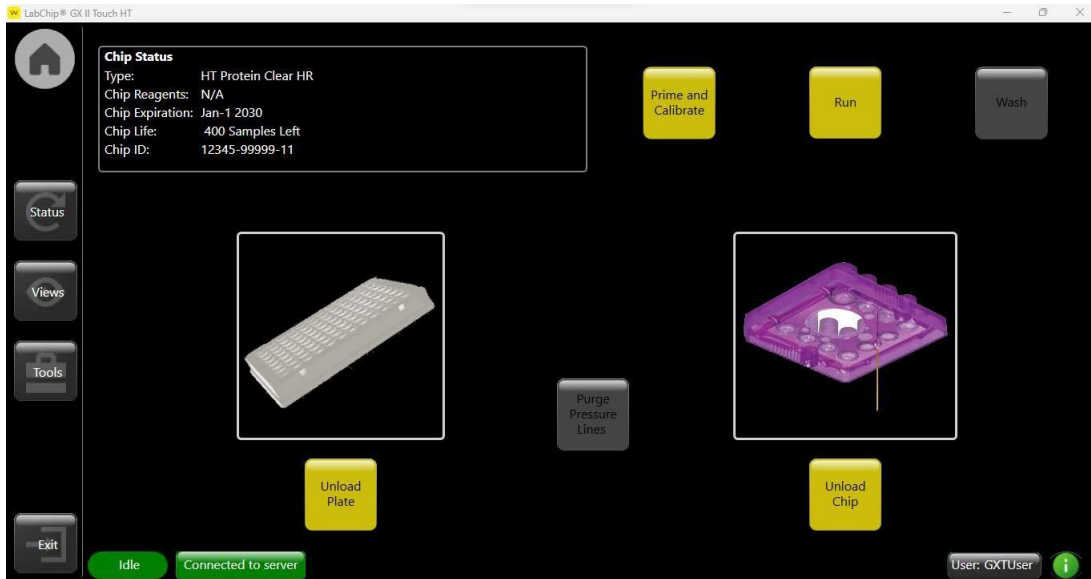 LabChip® GX II Touch HT
Chip Status
Type: HT Protein Clear HR
Chip Reagents: N/A
Chip Expiration: Jan-1 2030
Chip Life: 400 Samples Left
Chip ID: 12345-99999-11
Prime and
Calibrate
Run
Wash
Status
Views
Tools
Purge
Pressure
Lines
Unload
Plate
Unload
Chip
Exit
Idle
Connected to server
User: GXTUser
i